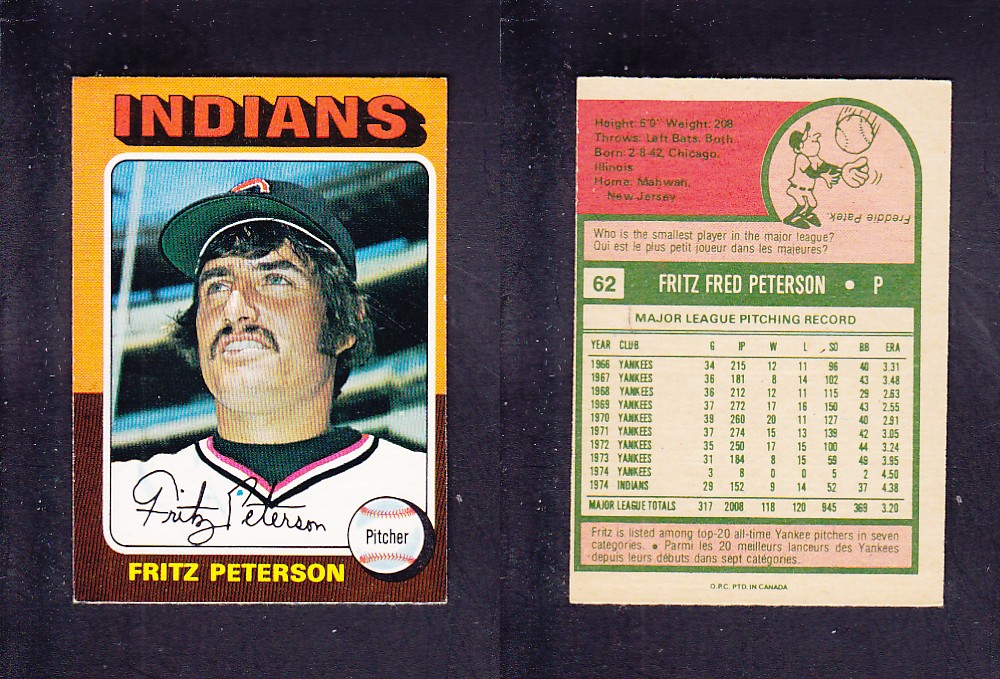 INDIANS
Fritz Peterson
Pitcher
FRITZ PETERSON
Height: 6'0" Weight: 208
Throws: Left Bats: Both
Born: 2-8-42, Chicago,
Illinois
Home: Mahwah,
New Jersey
Freddie Patek.
Who is the smallest player in the major league?
Qui est le plus petit joueur dans les majeures?
62 FRITZ FRED PETERSON • P
MAJOR LEAGUE PITCHING RECORD
YEAR CLUB G IP W L SO BB ERA
1966 YANKEES 34 215 12 11 96 40 3.31
1967 YANKEES 36 181 8 14 102 43 3.48
1968 YANKEES 36 212 12 11 115 29 2.63
1969 YANKEES 37 272 17 16 150 43 2.55
1970 YANKEES 39 260 20 11 127 40 2.91
1971 YANKEES 37 274 15 13 139 42 3.05
1972 YANKEES 35 250 17 15 100 44 3.24
1973 YANKEES 31 184 8 15 59 49 3.95
1974 YANKEES 3 8 0 0 5 2 4.50
1974 INDIANS 29 152 9 14 52 37 4.38
MAJOR LEAGUE TOTALS 317 2008 118 120 945 369 3.20
Fritz is listed among top-20 all-time Yankee pitchers in seven
categories. • Parmi les 20 meilleurs lanceurs des Yankees
depuis leurs débuts dans sept catégories.
O.P.C. PTD. IN CANADA